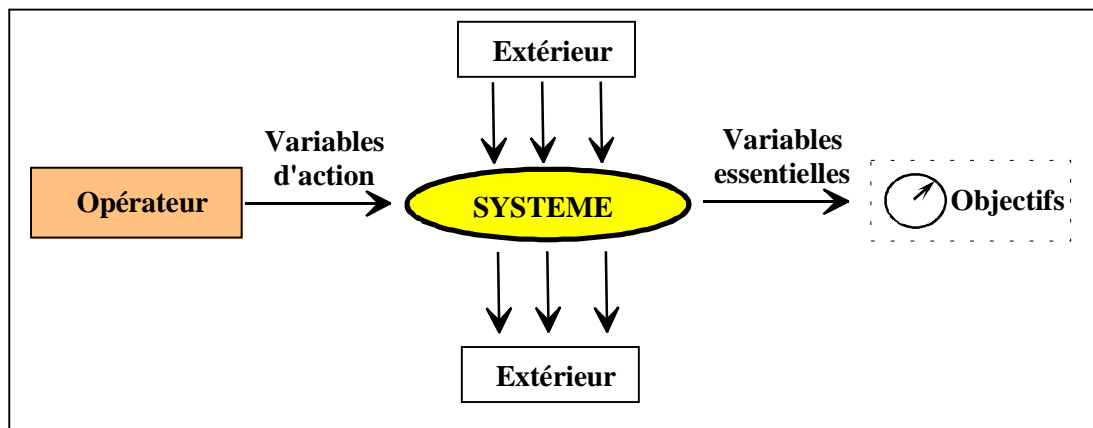 Extérieur
Variables
d'action
Variables
essentielles
Opérateur
SYSTEME
Objectifs
Extérieur